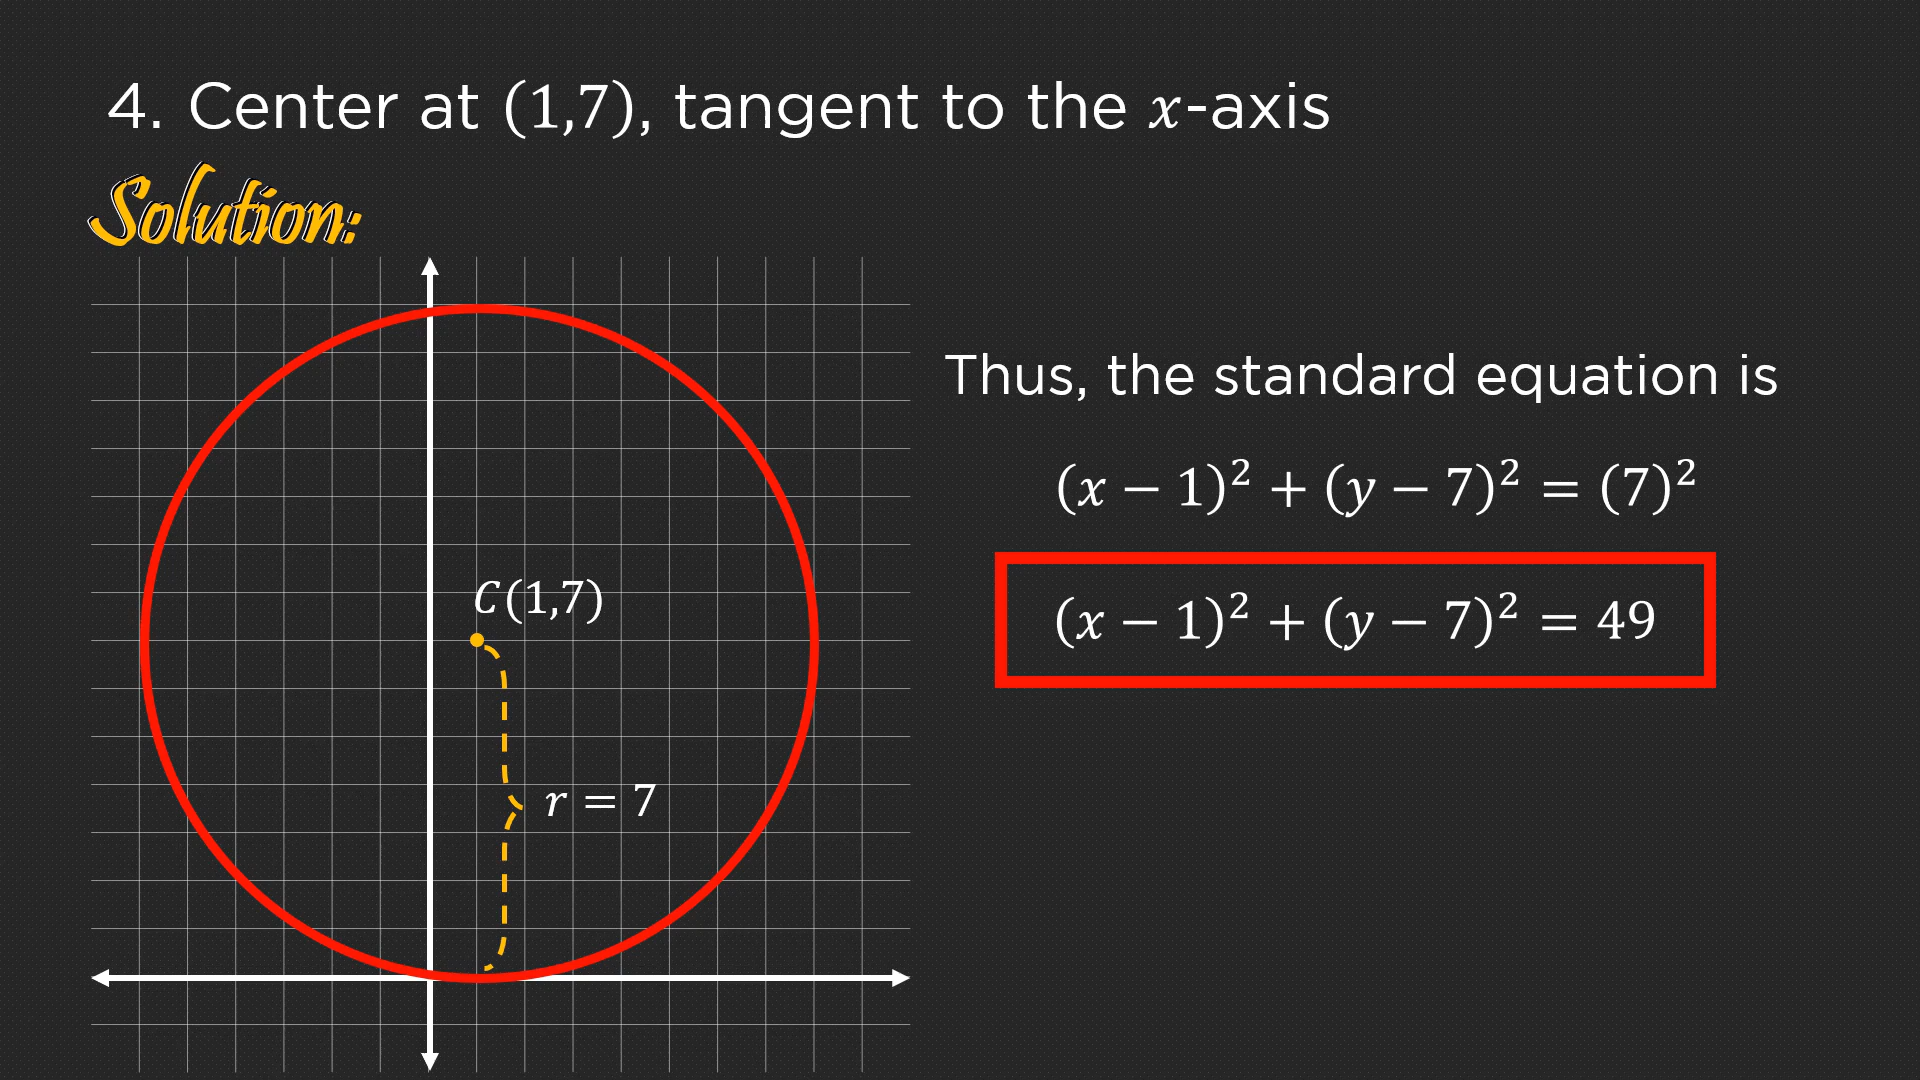 4. Center at (1,7), tangent to the x-axis
Solution:
Thus, the standard equation is
(x − 1)² + (y − 7)² = (7)²
(x − 1)² + (y − 7)² = 49
C(1,7)
r = 7